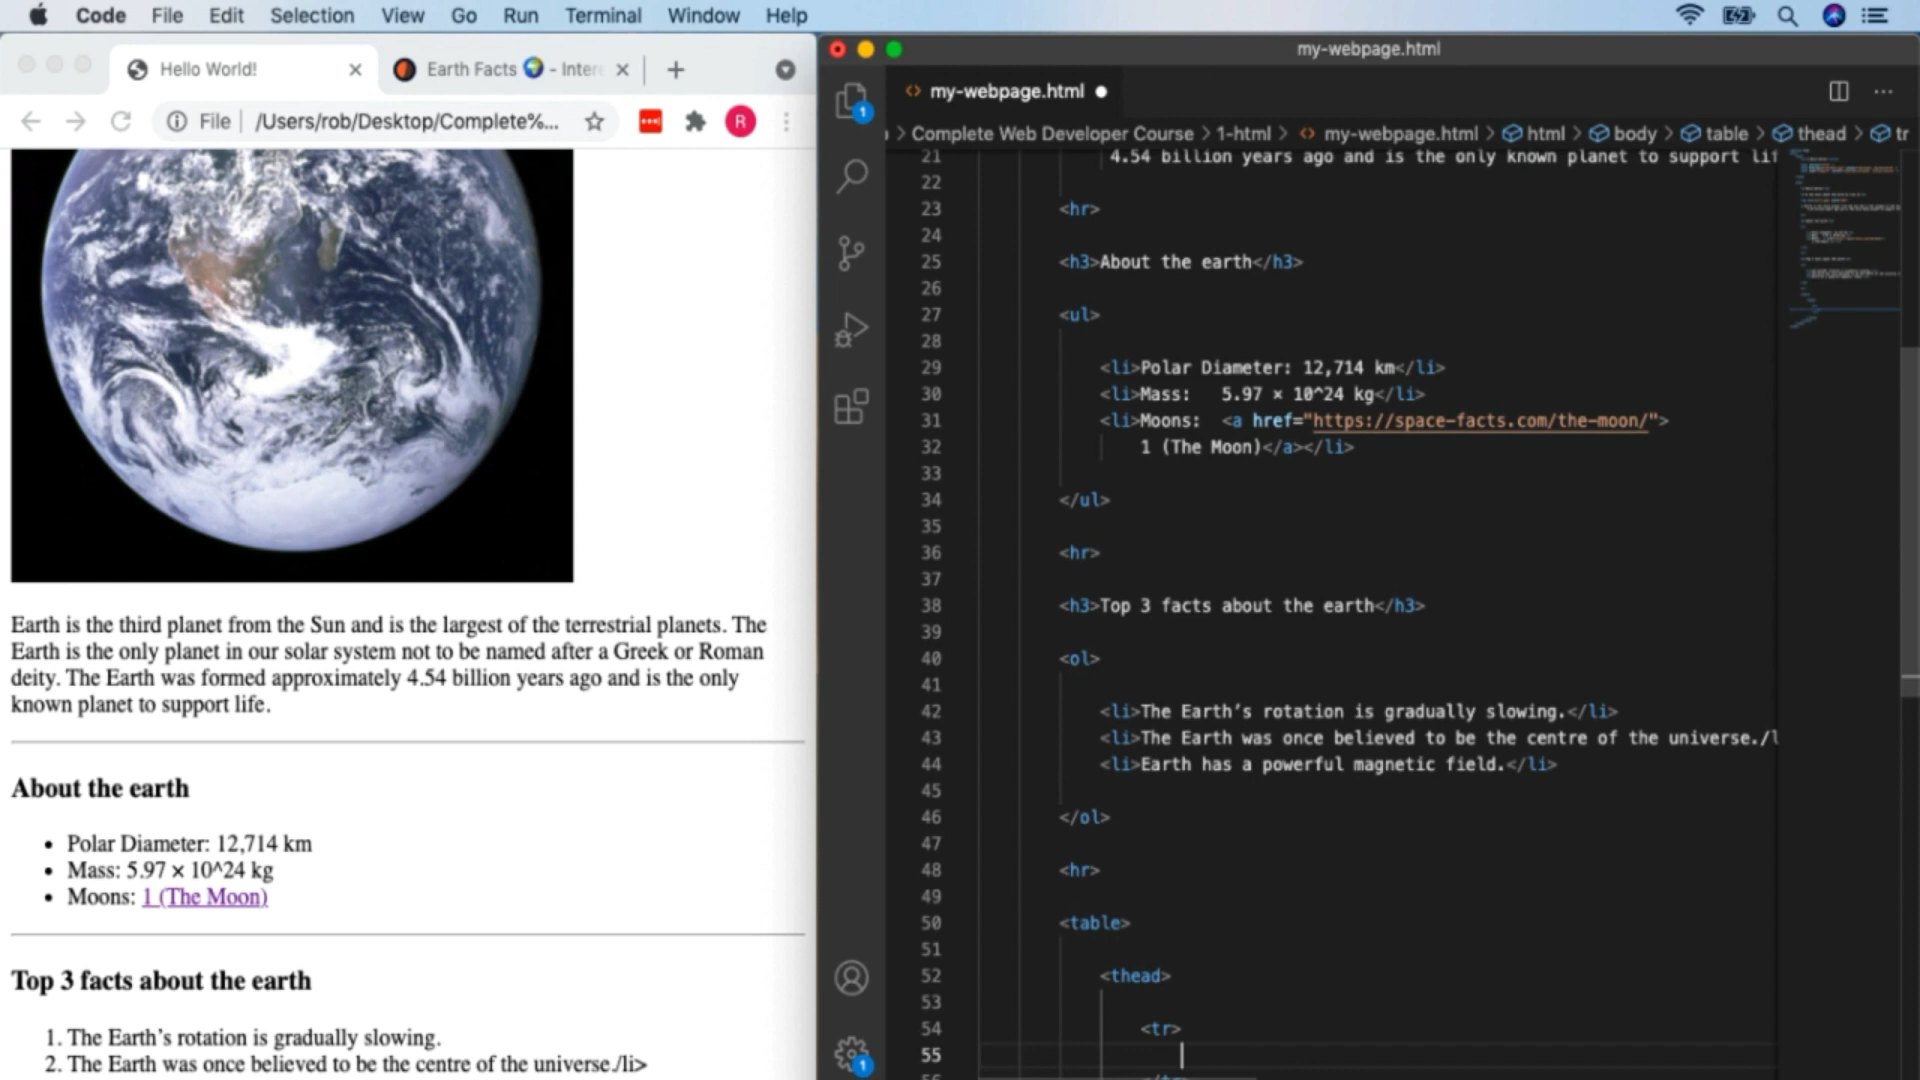 Code File Edit Selection View Go Run Terminal Window Help
Hello World!
Earth Facts - Inter
File /Users/rob/Desktop/Complete%...
R
my-webpage.html
my-webpage.html
Complete Web Developer Course > 1-html > my-webpage.html > html > body > table > thead > tr
1
21 4.54 billion years ago and is the only known planet to support lif
22
23 <hr>
24
25 <h3>About the earth</h3>
26
27 <ul>
28
29 <li>Polar Diameter: 12,714 km</li>
30 <li>Mass: 5.97 × 10^24 kg</li>
31 <li>Moons: <a href="https://space-facts.com/the-moon/">
32 1 (The Moon)</a></li>
33
34 </ul>
35
36 <hr>
37
38 <h3>Top 3 facts about the earth</h3>
39
40 <ol>
41
42 <li>The Earth’s rotation is gradually slowing.</li>
43 <li>The Earth was once believed to be the centre of the universe./l
44 <li>Earth has a powerful magnetic field.</li>
45
46 </ol>
47
48 <hr>
49
50 <table>
51
52 <thead>
53
54 <tr>
55
1
Earth is the third planet from the Sun and is the largest of the terrestrial planets. The
Earth is the only planet in our solar system not to be named after a Greek or Roman
deity. The Earth was formed approximately 4.54 billion years ago and is the only
known planet to support life.
About the earth
• Polar Diameter: 12,714 km
• Mass: 5.97 × 10^24 kg
• Moons: 1 (The Moon)
Top 3 facts about the earth
1. The Earth’s rotation is gradually slowing.
2. The Earth was once believed to be the centre of the universe./li>